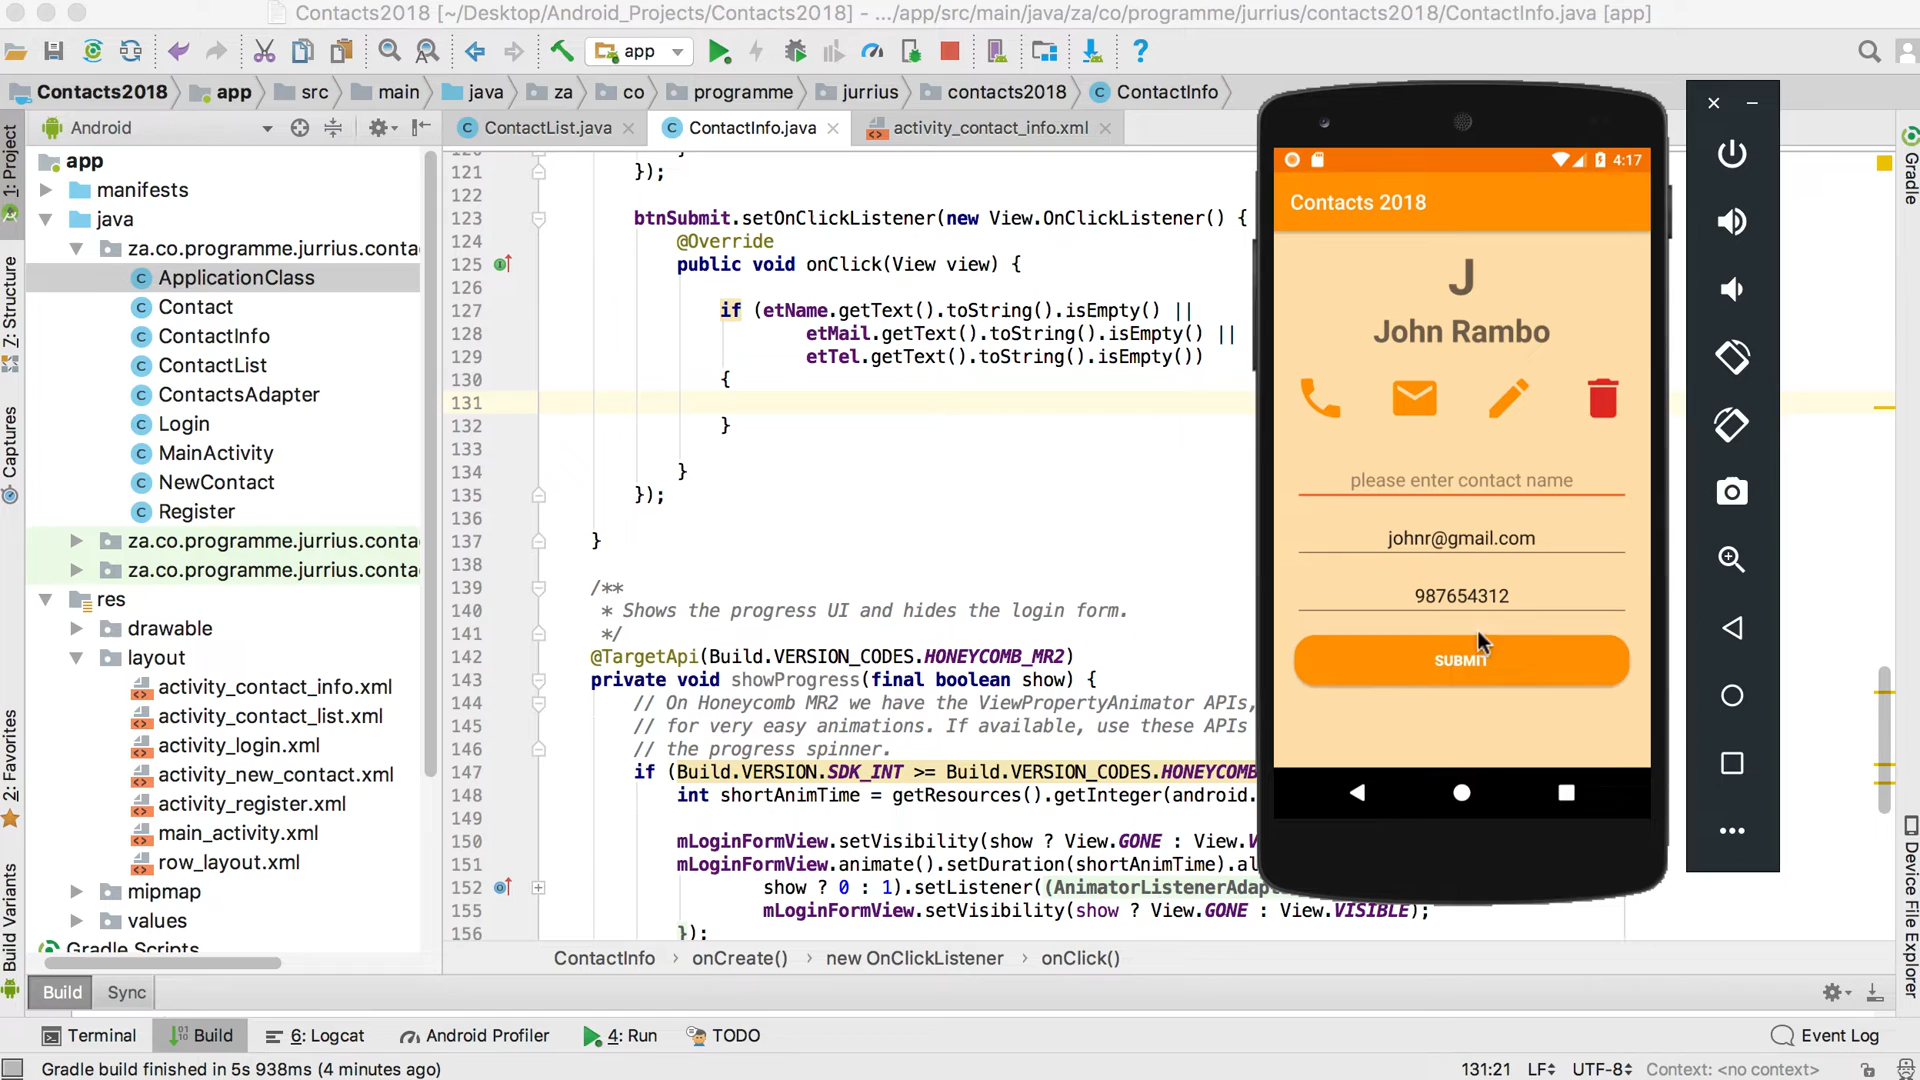 Contacts2018 [~/Desktop/Android_Projects/Contacts2018] - .../app/src/main/java/za/co/programme/jurrius/contacts2018/ContactInfo.java [app]
app
Contacts2018 app src main java za co programme jurrius contacts2018 ContactInfo
Android
ContactList.java ContactInfo.java activity_contact_info.xml
1: Project
Z: Structure
Captures
2: Favorites
Build Variants
app
manifests
java
za.co.programme.jurrius.conta
ApplicationClass
Contact
ContactInfo
ContactList
ContactsAdapter
Login
MainActivity
NewContact
Register
za.co.programme.jurrius.conta
za.co.programme.jurrius.conta
res
drawable
layout
activity_contact_info.xml
activity_contact_list.xml
activity_login.xml
activity_new_contact.xml
activity_register.xml
main_activity.xml
row_layout.xml
mipmap
values
Gradle Scripts
121 });
122
123 btnSubmit.setOnClickListener(new View.OnClickListener() {
124 @Override
125 public void onClick(View view) {
126
127 if (etName.getText().toString().isEmpty() ||
128 etMail.getText().toString().isEmpty() ||
129 etTel.getText().toString().isEmpty())
130 {
131
132 }
133
134 }
135 });
136
137 }
138
139 /**
140 * Shows the progress UI and hides the login form.
141 */
142 @TargetApi(Build.VERSION_CODES.HONEYCOMB_MR2)
143 private void showProgress(final boolean show) {
144 // On Honeycomb MR2 we have the ViewPropertyAnimator APIs,
145 // for very easy animations. If available, use these APIs
146 // the progress spinner.
147 if (Build.VERSION.SDK_INT >= Build.VERSION_CODES.HONEYCOMB
148 int shortAnimTime = getResources().getInteger(android.
149
150 mLoginFormView.setVisibility(show ? View.GONE : View.V
151 mLoginFormView.animate().setDuration(shortAnimTime).al
152 show ? 0 : 1).setListener((AnimatorListenerAdap
155 mLoginFormView.setVisibility(show ? View.GONE : View.VISIBLE);
156 });
4:17
Contacts 2018
J
John Rambo
please enter contact name
johnr@gmail.com
987654312
SUBMIT
Gradle
Device File Explorer
ContactInfo › onCreate() › new OnClickListener › onClick()
Build Sync
Terminal Build 6: Logcat Android Profiler 4: Run TODO Event Log
Gradle build finished in 5s 938ms (4 minutes ago) 131:21 LF UTF-8 Context: <no context>